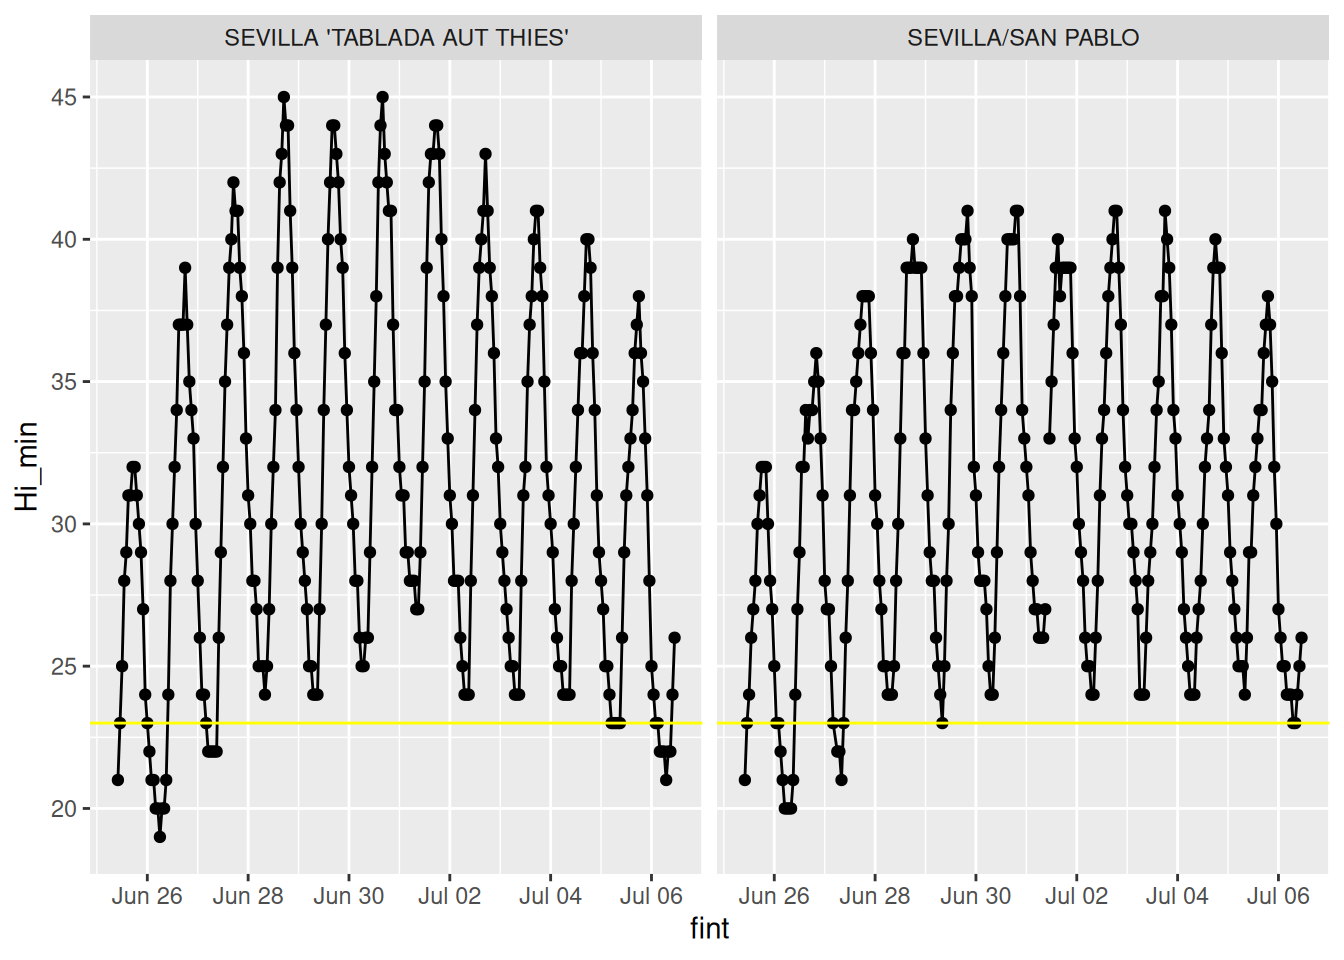 SEVILLA 'TABLADA AUT THIES'
SEVILLA/SAN PABLO
45
40
35
30
25
20
Hi_min
Jun 26 Jun 28 Jun 30 Jul 02 Jul 04 Jul 06
Jun 26 Jun 28 Jun 30 Jul 02 Jul 04 Jul 06
fint